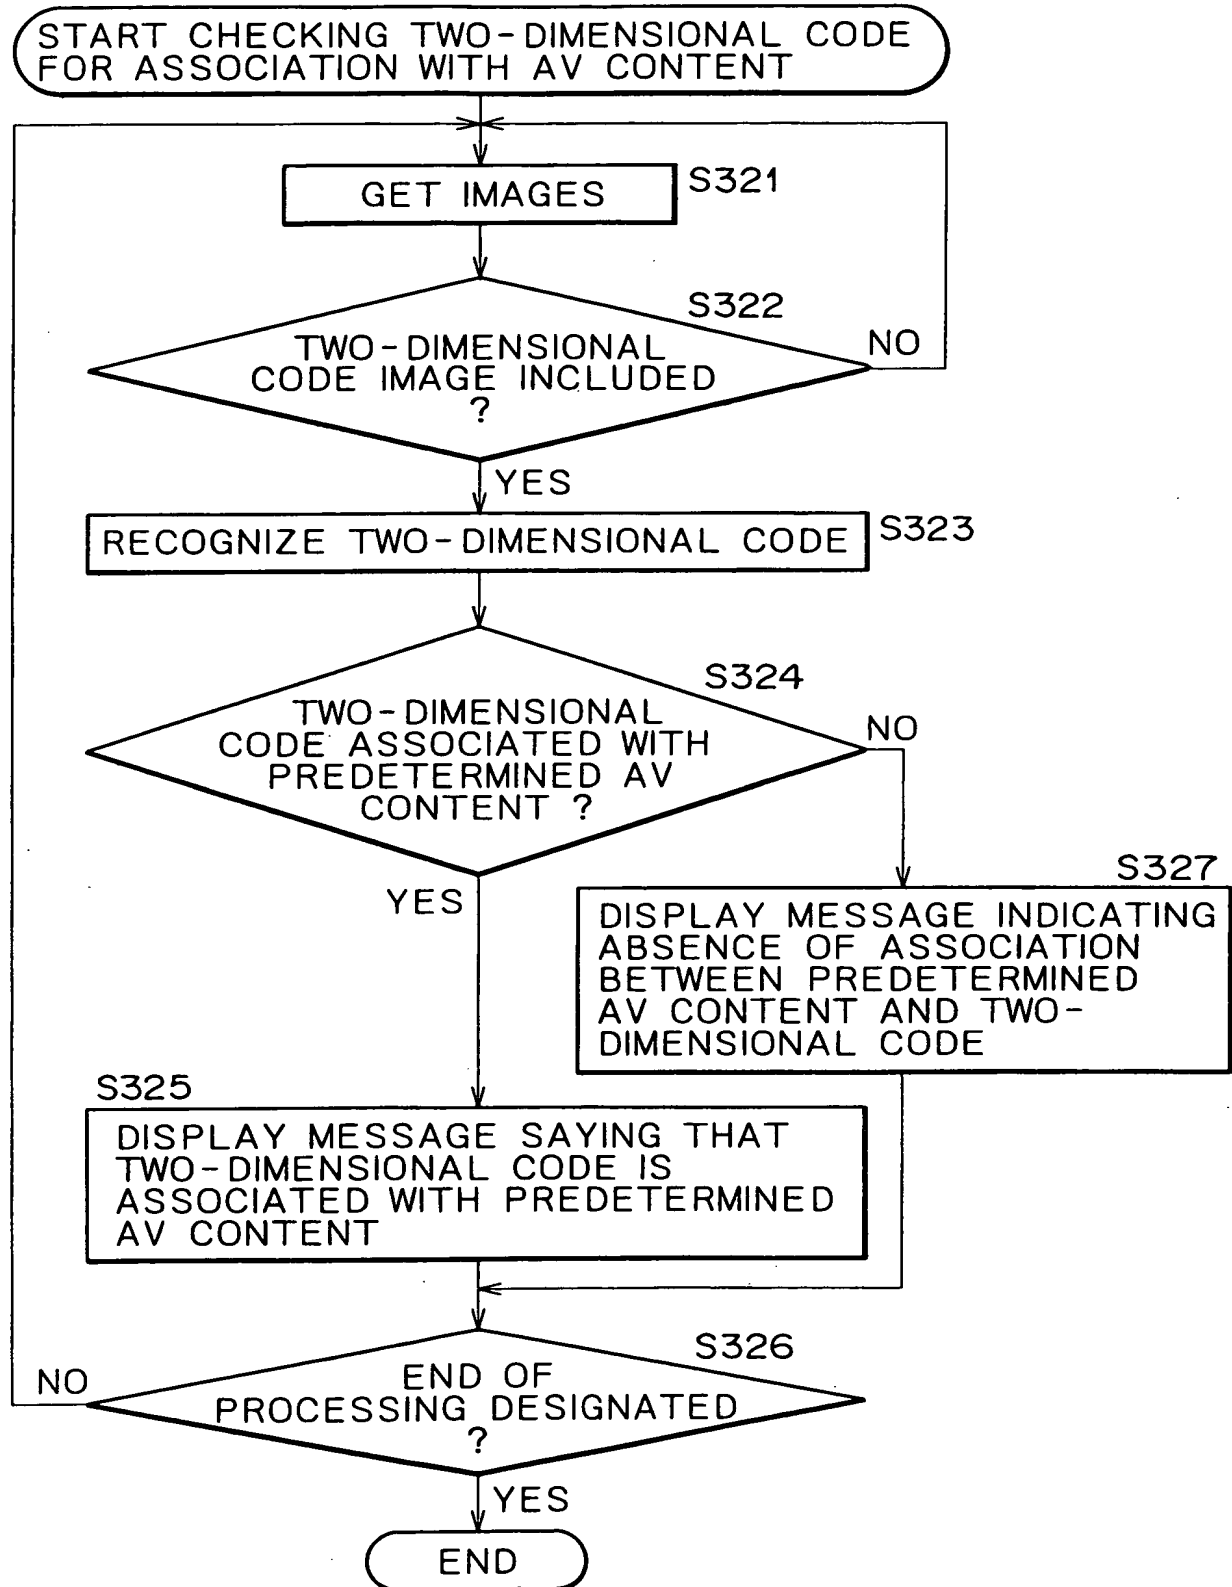 START CHECKING TWO-DIMENSIONAL CODE
FOR ASSOCIATION WITH AV CONTENT
GET IMAGES
S321
S322
TWO-DIMENSIONAL
CODE IMAGE INCLUDED
?
NO
YES
RECOGNIZE TWO-DIMENSIONAL CODE
S323
S324
TWO-DIMENSIONAL
CODE ASSOCIATED WITH
PREDETERMINED AV
CONTENT ?
NO
YES
S327
DISPLAY MESSAGE INDICATING
ABSENCE OF ASSOCIATION
BETWEEN PREDETERMINED
AV CONTENT AND TWO-
DIMENSIONAL CODE
S325
DISPLAY MESSAGE SAYING THAT
TWO-DIMENSIONAL CODE IS
ASSOCIATED WITH PREDETERMINED
AV CONTENT
S326
END OF
PROCESSING DESIGNATED
?
NO
YES
END